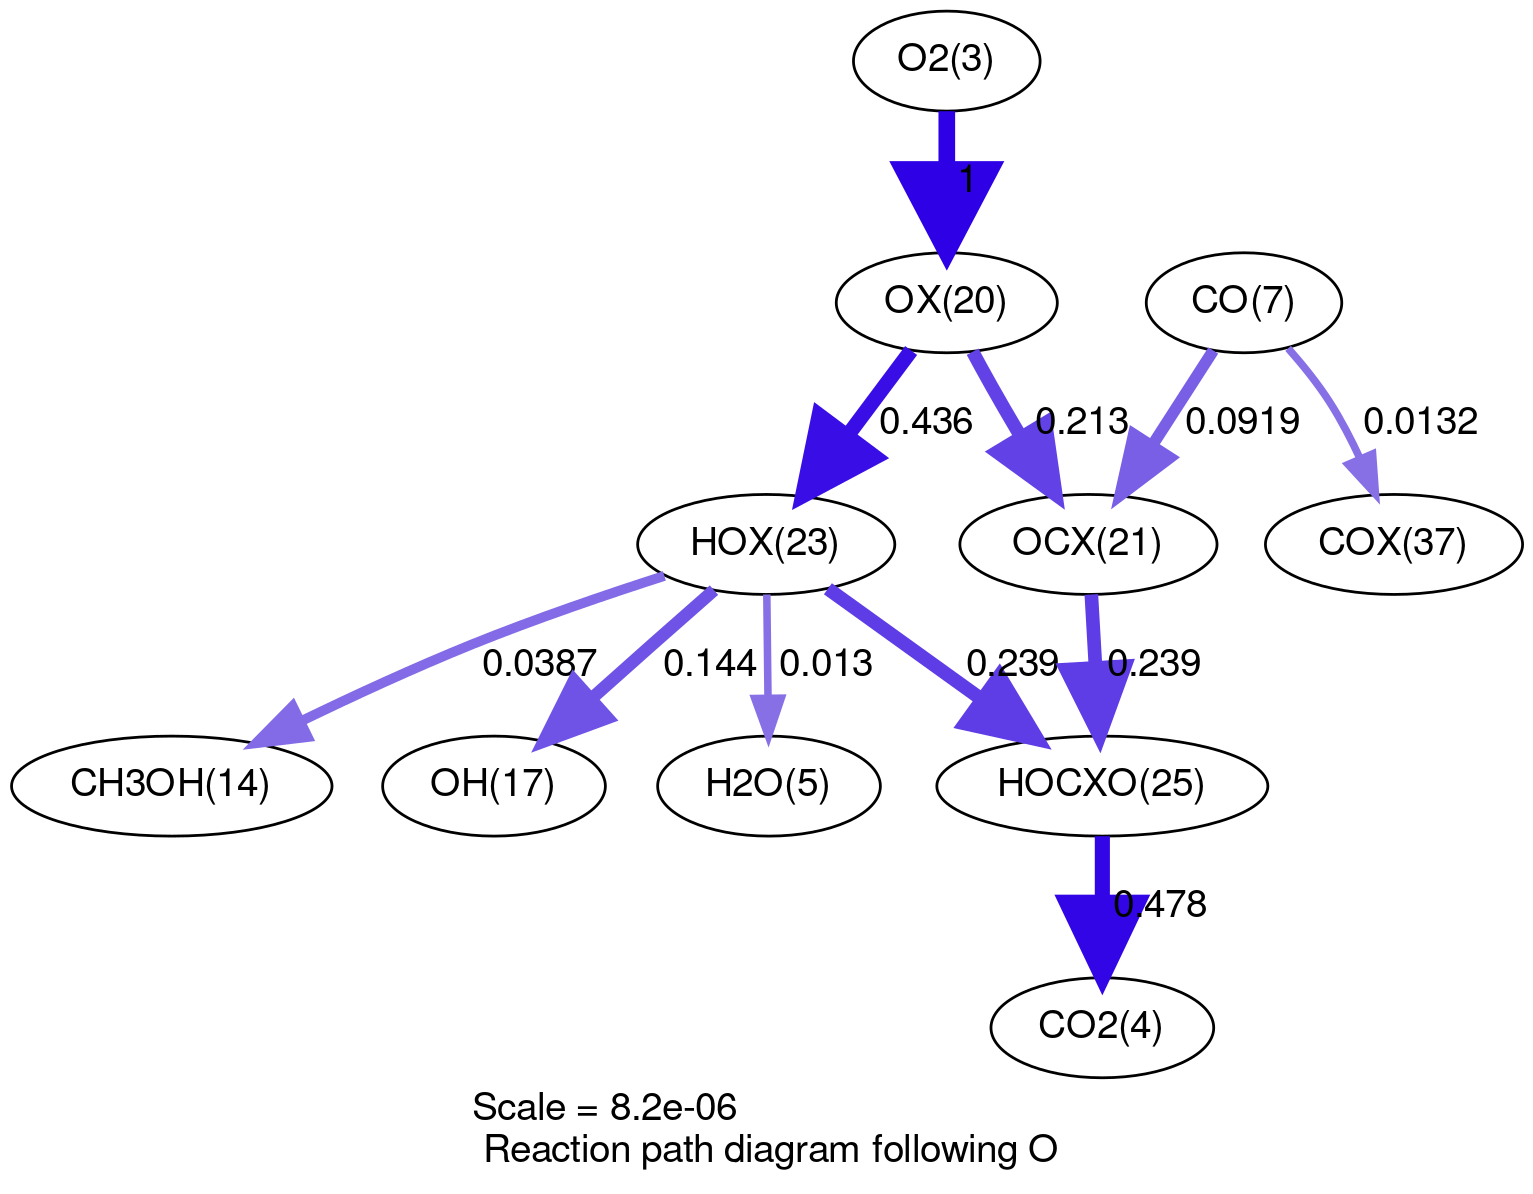 O2(3)
1
OX(20)
CO(7)
0.436
0.213
0.0919
0.0132
HOX(23)
OCX(21)
COX(37)
0.0387
0.144
0.013
0.239
0.239
CH3OH(14)
OH(17)
H2O(5)
HOCXO(25)
0.478
CO2(4)
Scale = 8.2e-06
Reaction path diagram following O